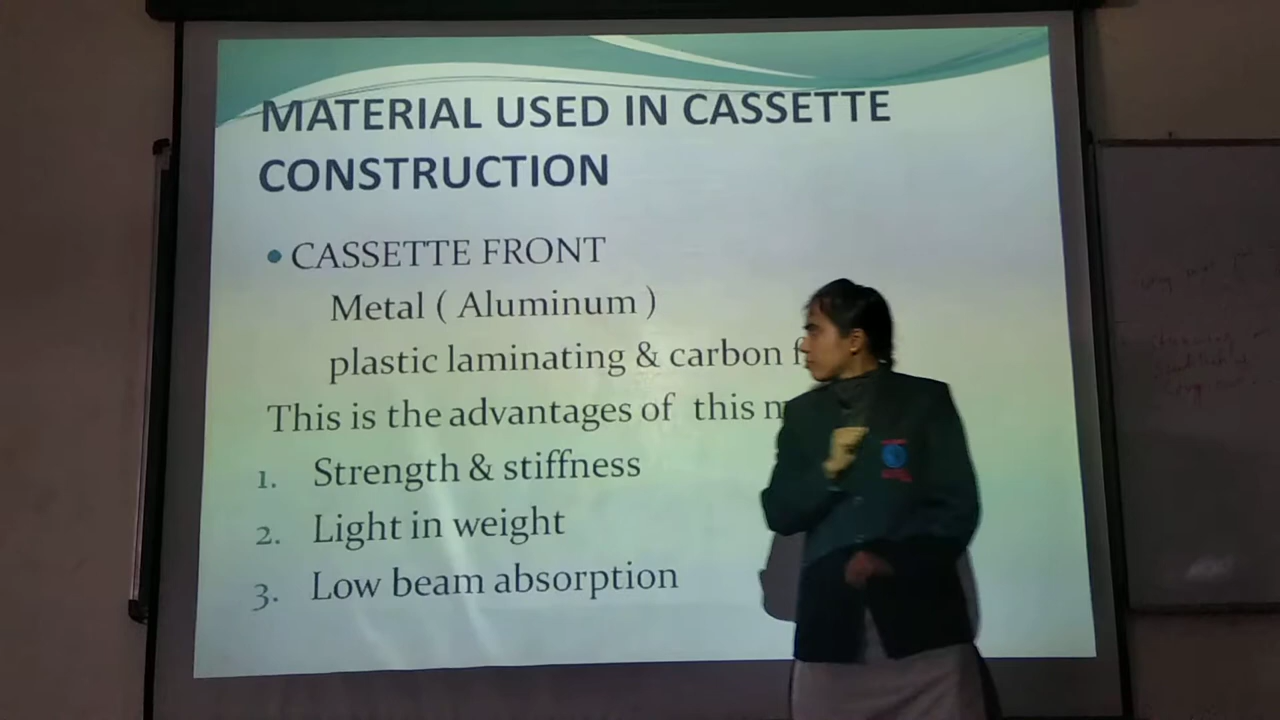 MATERIAL USED IN CASSETTE
CONSTRUCTION
• CASSETTE FRONT
Metal ( Aluminum )
plastic laminating & carbon
This is the advantages of this
1. Strength & stiffness
2. Light in weight
3. Low beam absorption